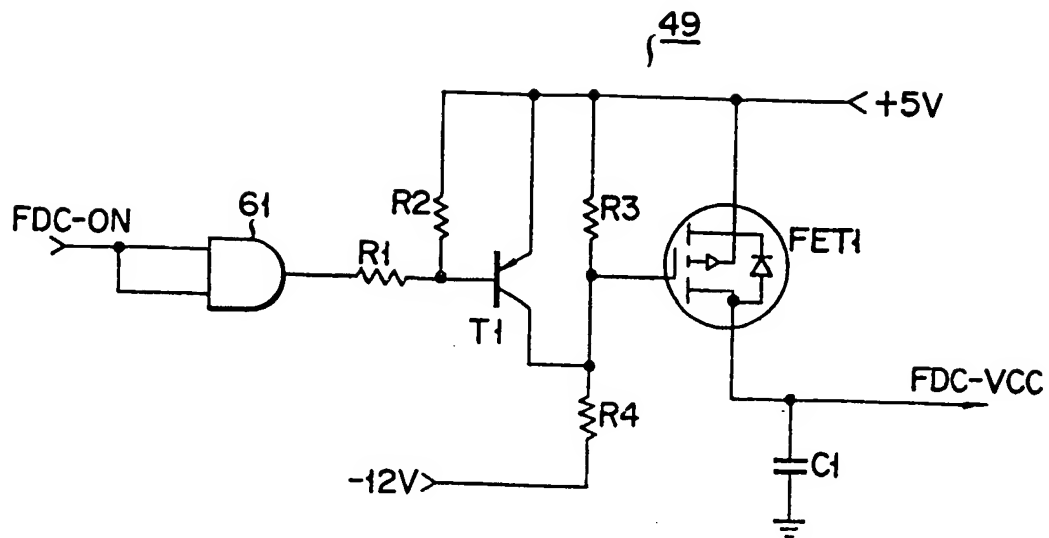 49
+5V
61
FDC-ON
R2
R3
R1
FET1
T1
FDC-VCC
R4
-12V
C1